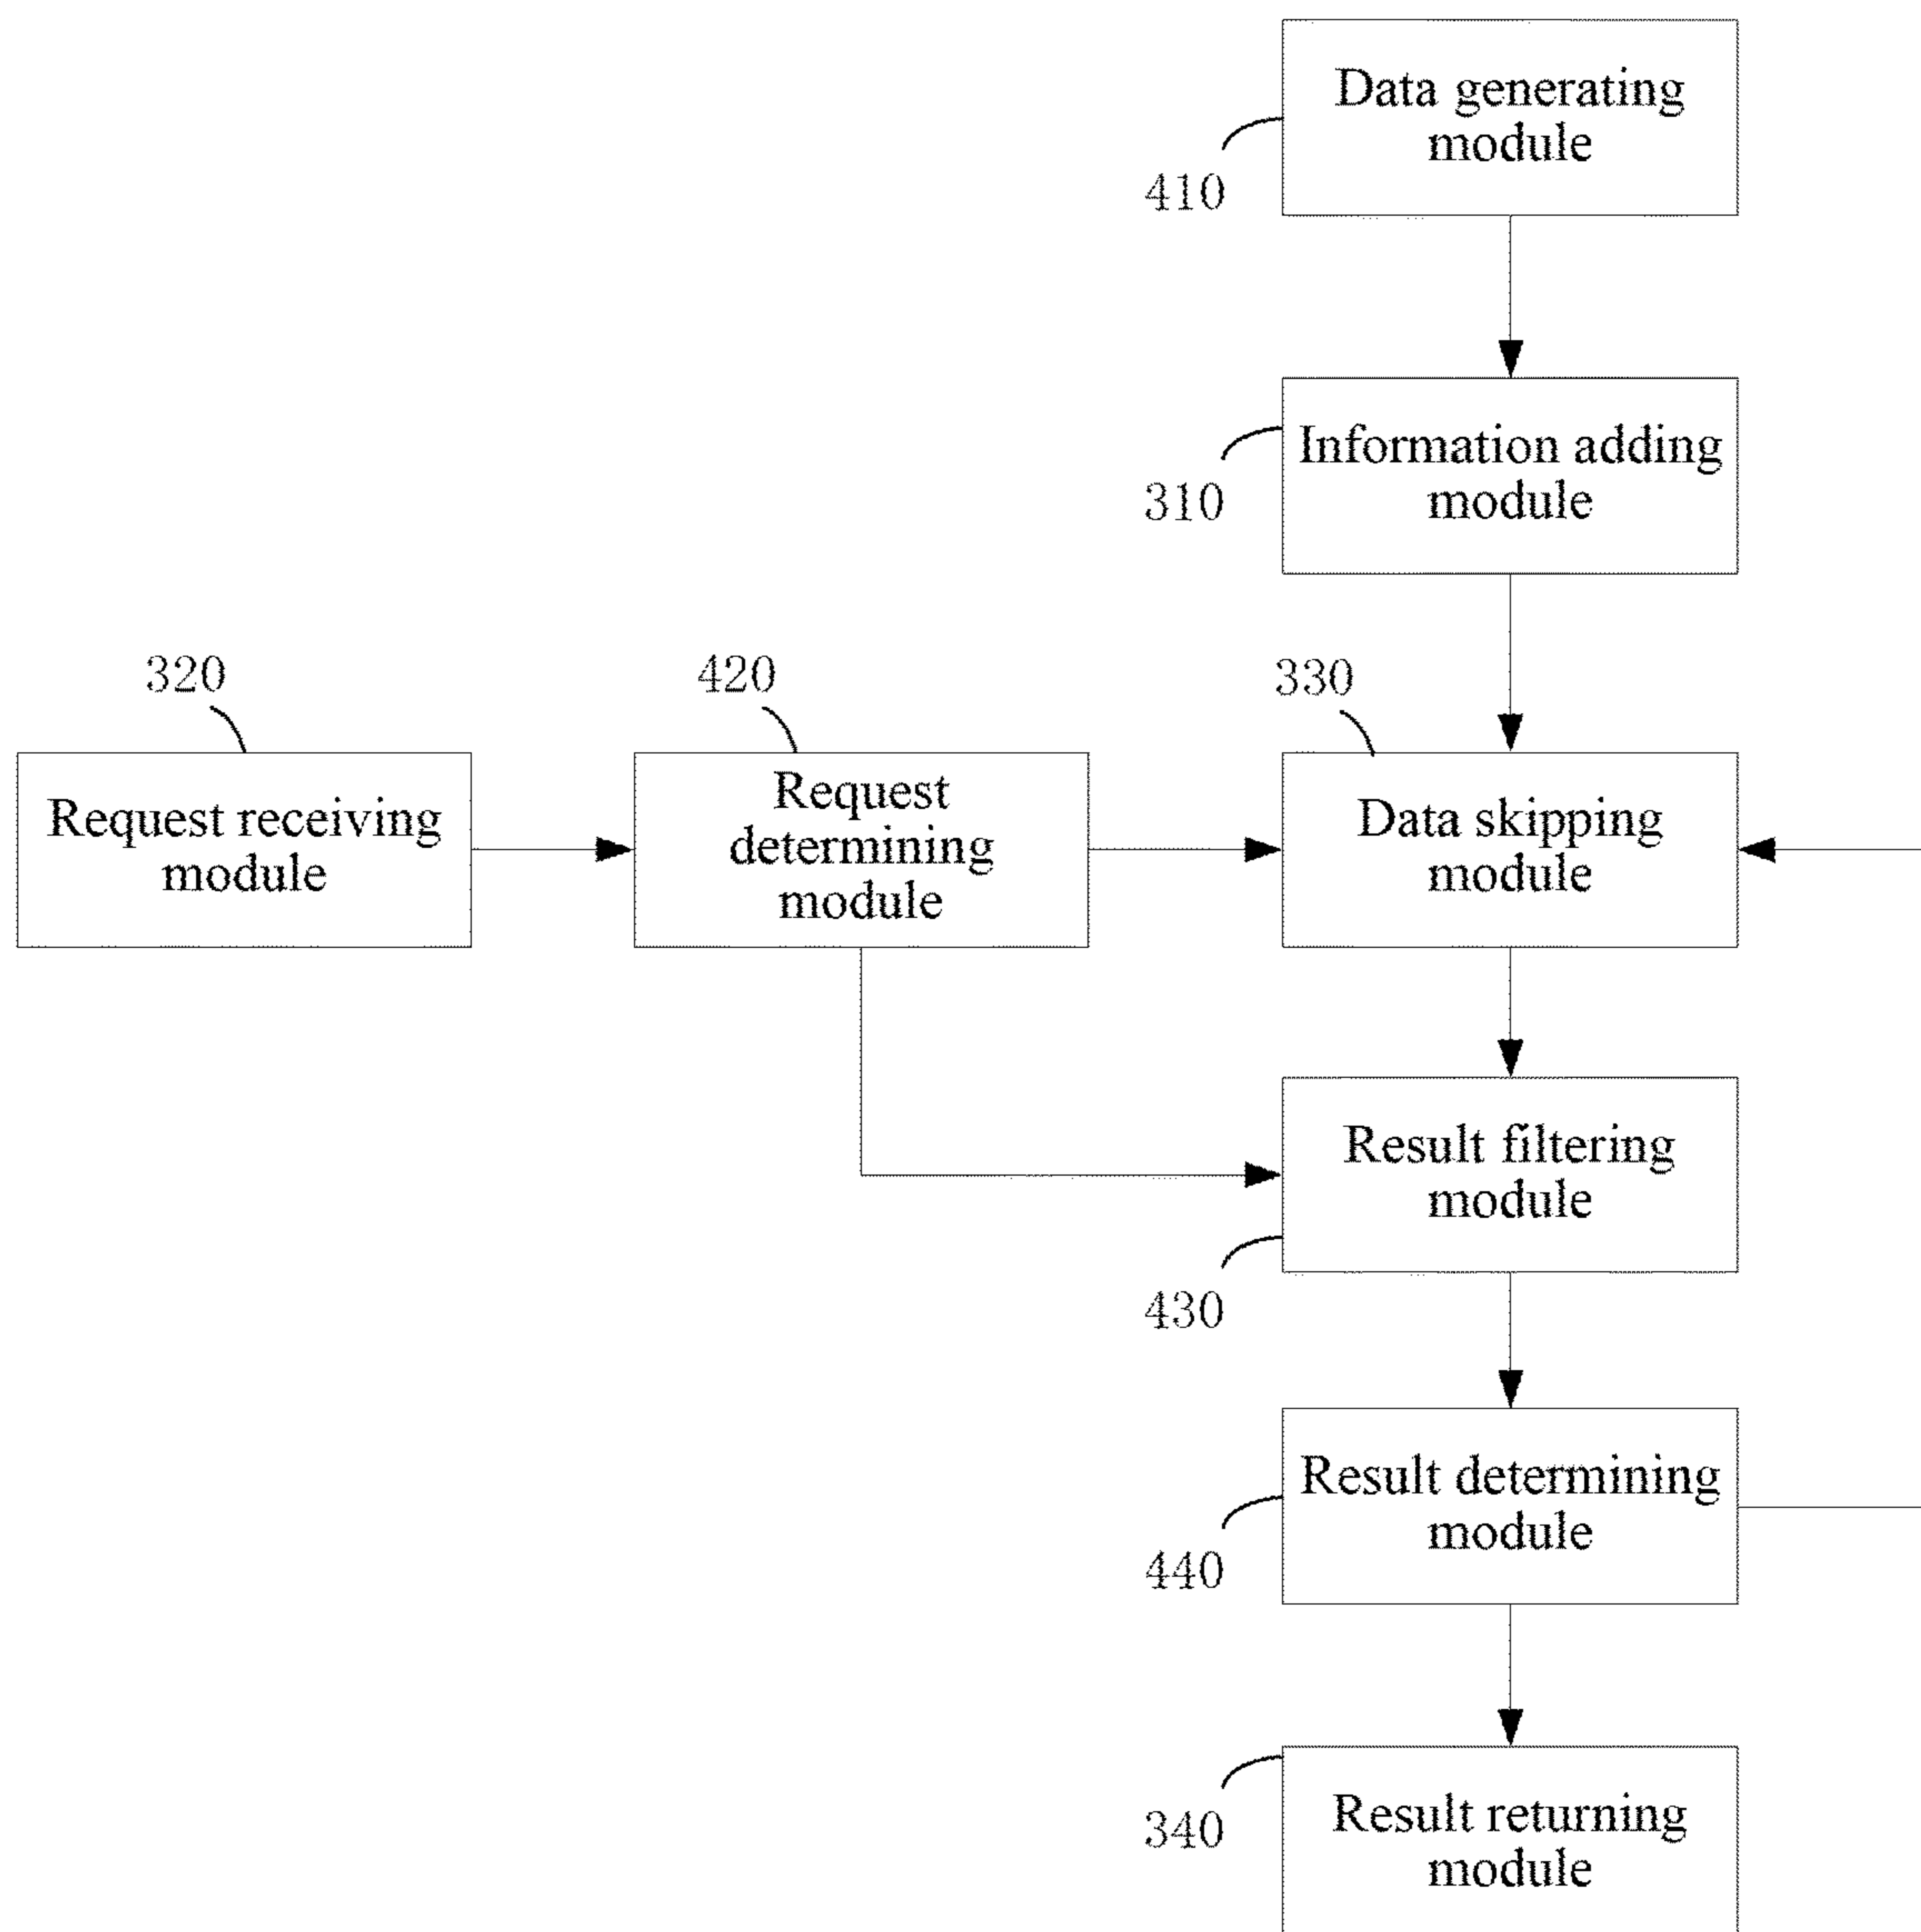 Data generating
module
410
Information adding
module
310
320
420
330
Request receiving
module
Request
determining
module
Data skipping
module
Result filtering
module
430
Result determining
module
440
Result returning
module
340